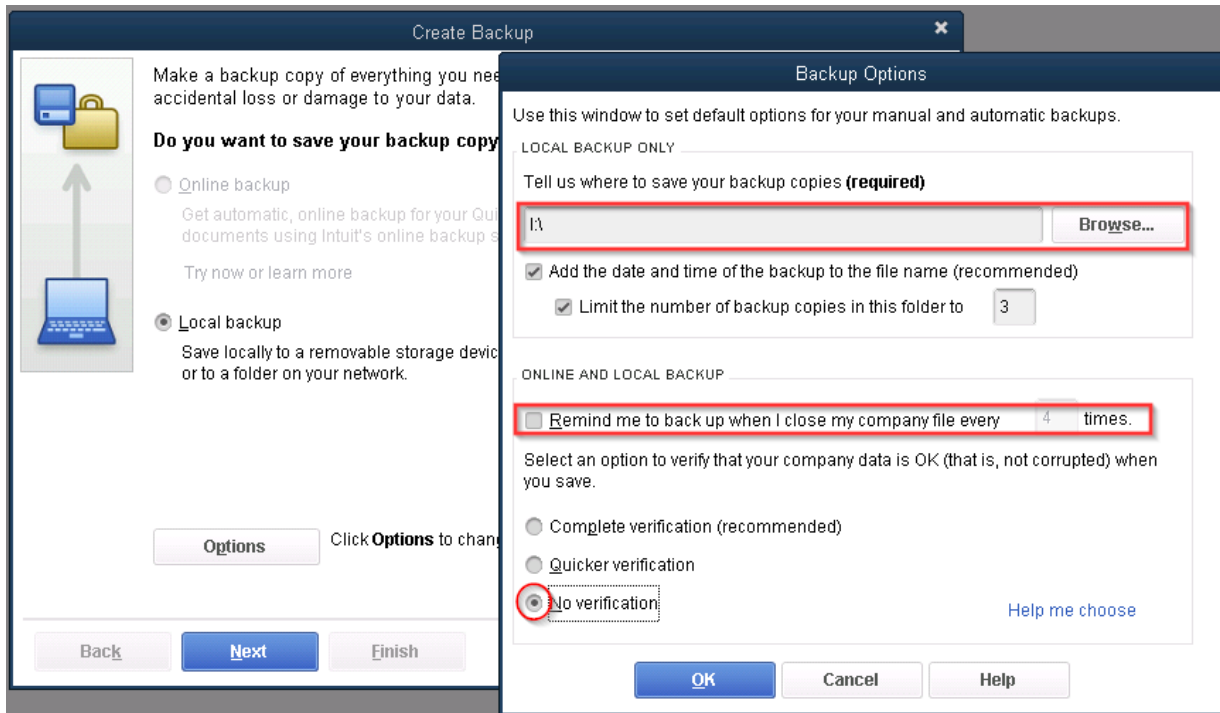 Create Backup
Make a backup copy of everything you nee
accidental loss or damage to your data.
Do you want to save your backup copy
Online backup
Get automatic, online backup for your Qui
documents using Intuit's online backup s
Try now or learn more
Local backup
Save locally to a removable storage devic
or to a folder on your network.
Options
Click Options to chan
Back
Next
Finish
Backup Options
Use this window to set default options for your manual and automatic backups.
LOCAL BACKUP ONLY
Tell us where to save your backup copies (required)
I:\
Browse...
Add the date and time of the backup to the file name (recommended)
Limit the number of backup copies in this folder to 3
ONLINE AND LOCAL BACKUP
Remind me to back up when I close my company file every 4 times.
Select an option to verify that your company data is OK (that is, not corrupted) when
you save.
Complete verification (recommended)
Quicker verification
No verification
Help me choose
OK
Cancel
Help